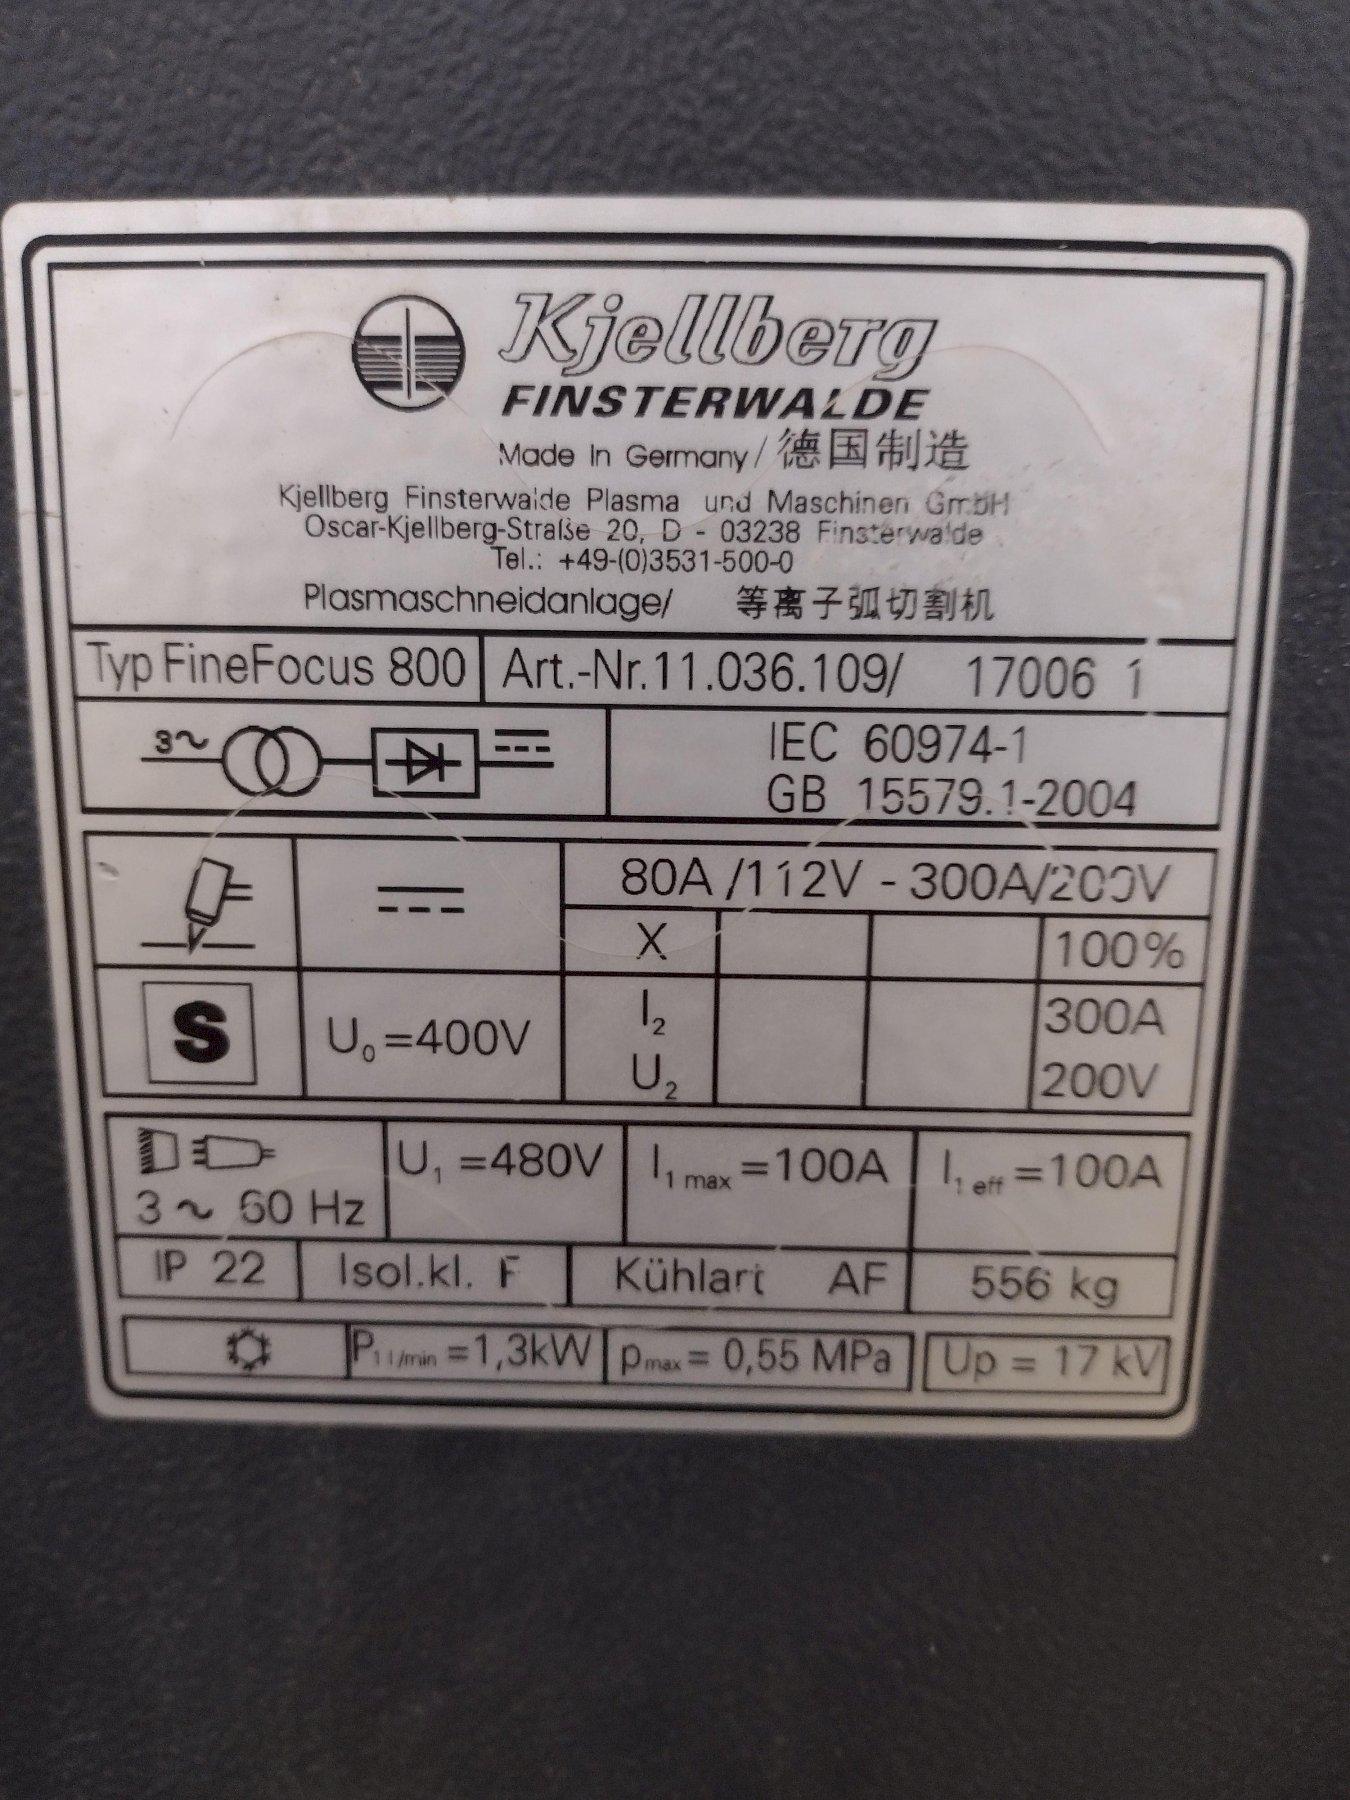 Kjellberg
FINSTERWALDE
Made in Germany / 德国制造
Kjellberg Finsterwalde Plasma und Maschinen GmbH
Oscar-Kjellberg-Straße 20, D - 03238 Finsterwalde
Tel.: +49-(0)3531-500-0
Plasmaschneidanlage/ 等离子弧切割机
Typ FineFocus 800 Art.-Nr.11.036.109/ 17006 1
3~ IEC 60974-1
GB 15579.1-2004
80A /112V - 300A/200V
X 100%
S U₀=400V I₂ 300A
U₂ 200V
U₁ =480V I₁ max =100A I₁ eff =100A
3 ~ 60 Hz
IP 22 Isol.kl. F Kühlart AF 556 kg
P₁ l/min =1,3kW pmax= 0,55 MPa Up = 17 kV